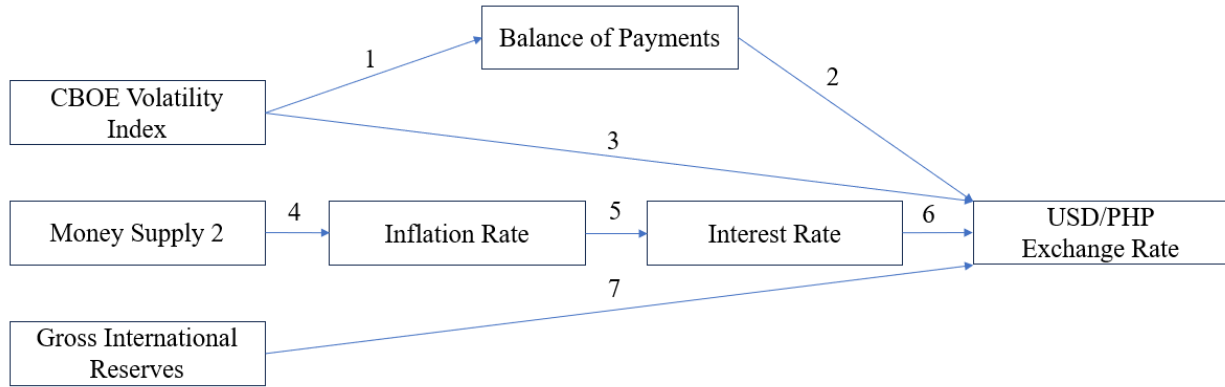 Balance of Payments
1
2
CBOE Volatility
Index
3
Money Supply 2
4
Inflation Rate
5
Interest Rate
6
USD/PHP
Exchange Rate
7
Gross International
Reserves